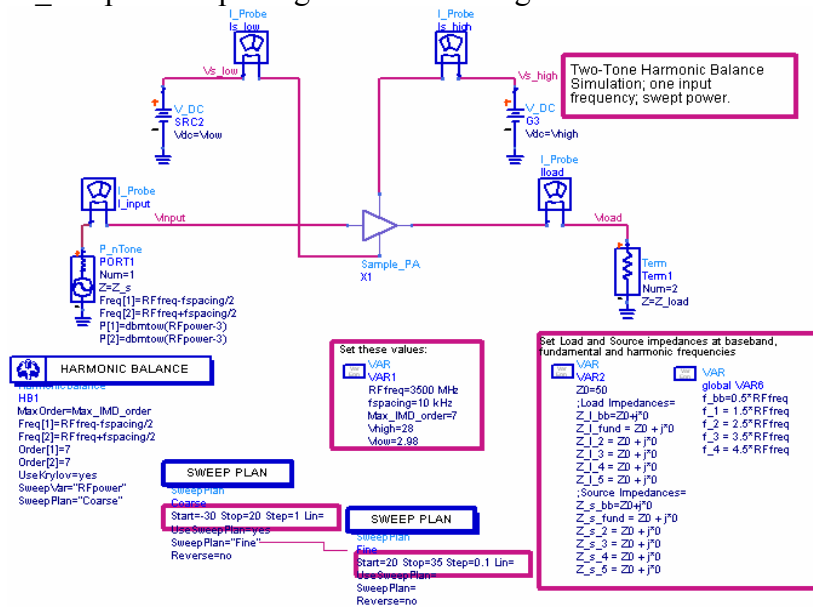 I_Probe
Is_low
I_Probe
Is_high
Vs_low
Vs_high
Two-Tone Harmonic Balance
Simulation; one input
frequency; swept power.
V_DC
SRC2
Vdc=Vlow
V_DC
G3
Vdc=Vhigh
I_Probe
I_input
I_Probe
Iload
Vinput
Vload
Sample_PA
X1
P_nTone
PORT1
Num=1
Z=Z_s
Freq[1]=RFfreq-fspacing/2
Freq[2]=RFfreq+fspacing/2
P[1]=dbmtow(RFpower-3)
P[2]=dbmtow(RFpower-3)
Term
Term1
Num=2
Z=Z_load
HARMONIC BALANCE
HarmonicBalance
HB1
MaxOrder=Max_IMD_order
Freq[1]=RFfreq-fspacing/2
Freq[2]=RFfreq+fspacing/2
Order[1]=7
Order[2]=7
UseKrylov=yes
SweepVar="RFpower"
SweepPlan="Coarse"
Set these values:
VAR
VAR1
RFfreq=3500 MHz
fspacing=10 kHz
Max_IMD_order=7
Vhigh=28
Vlow=2.98
Set Load and Source impedances at baseband,
fundamental and harmonic frequencies
VAR
VAR2
Z0=50
;Load Impedances=
Z_l_bb=Z0+j*0
Z_l_fund = Z0 + j*0
Z_l_2 = Z0 + j*0
Z_l_3 = Z0 + j*0
Z_l_4 = Z0 + j*0
Z_l_5 = Z0 + j*0
;Source Impedances=
Z_s_bb=Z0+j*0
Z_s_fund = Z0 + j*0
Z_s_2 = Z0 + j*0
Z_s_3 = Z0 + j*0
Z_s_4 = Z0 + j*0
Z_s_5 = Z0 + j*0
VAR
global VAR6
f_bb=0.5*RFfreq
f_1 = 1.5*RFfreq
f_2 = 2.5*RFfreq
f_3 = 3.5*RFfreq
f_4 = 4.5*RFfreq
SWEEP PLAN
SweepPlan
Coarse
Start=-30 Stop=20 Step=1 Lin=
UseSweepPlan=yes
SweepPlan="Fine"
Reverse=no
SWEEP PLAN
SweepPlan
Fine
Start=20 Stop=35 Step=0.1 Lin=
UseSweepPlan=
SweepPlan=
Reverse=no